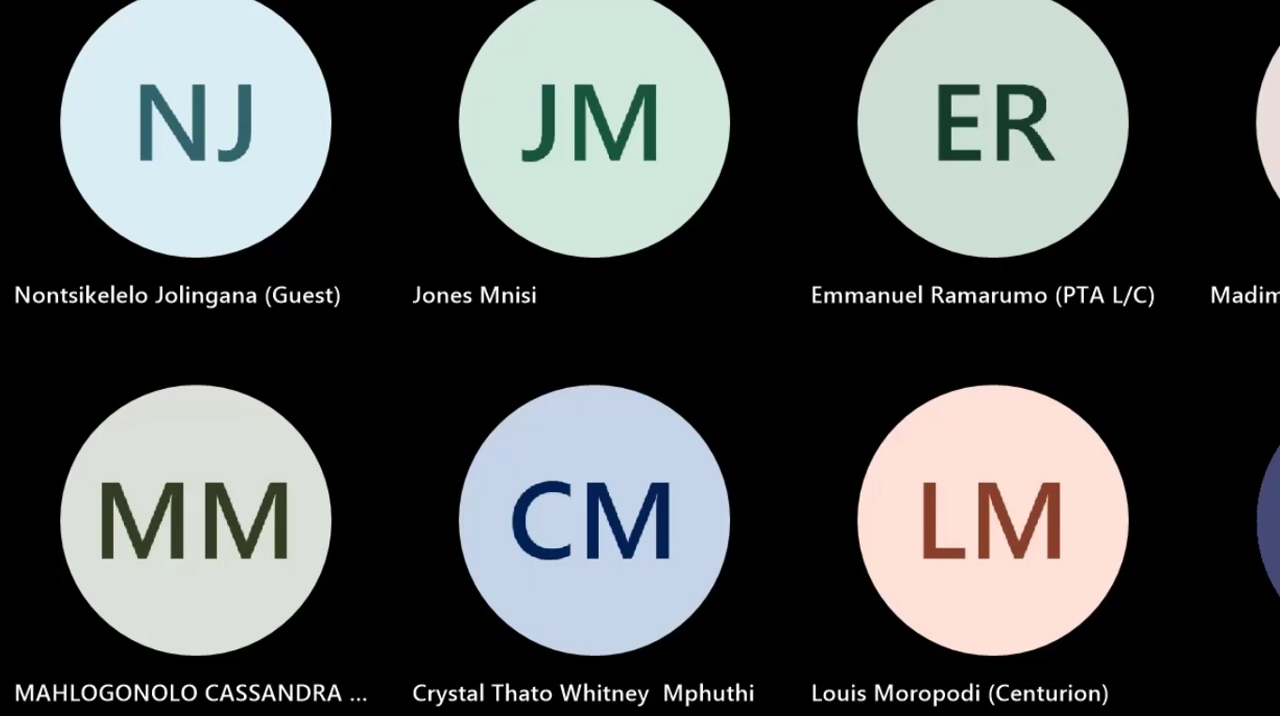 NJ
JM
ER
Nontsikelelo Jolingana (Guest)
Jones Mnisi
Emmanuel Ramarumo (PTA L/C)
Madim
MM
CM
LM
MAHLOGONOLO CASSANDRA ...
Crystal Thato Whitney  Mphuthi
Louis Moropodi (Centurion)